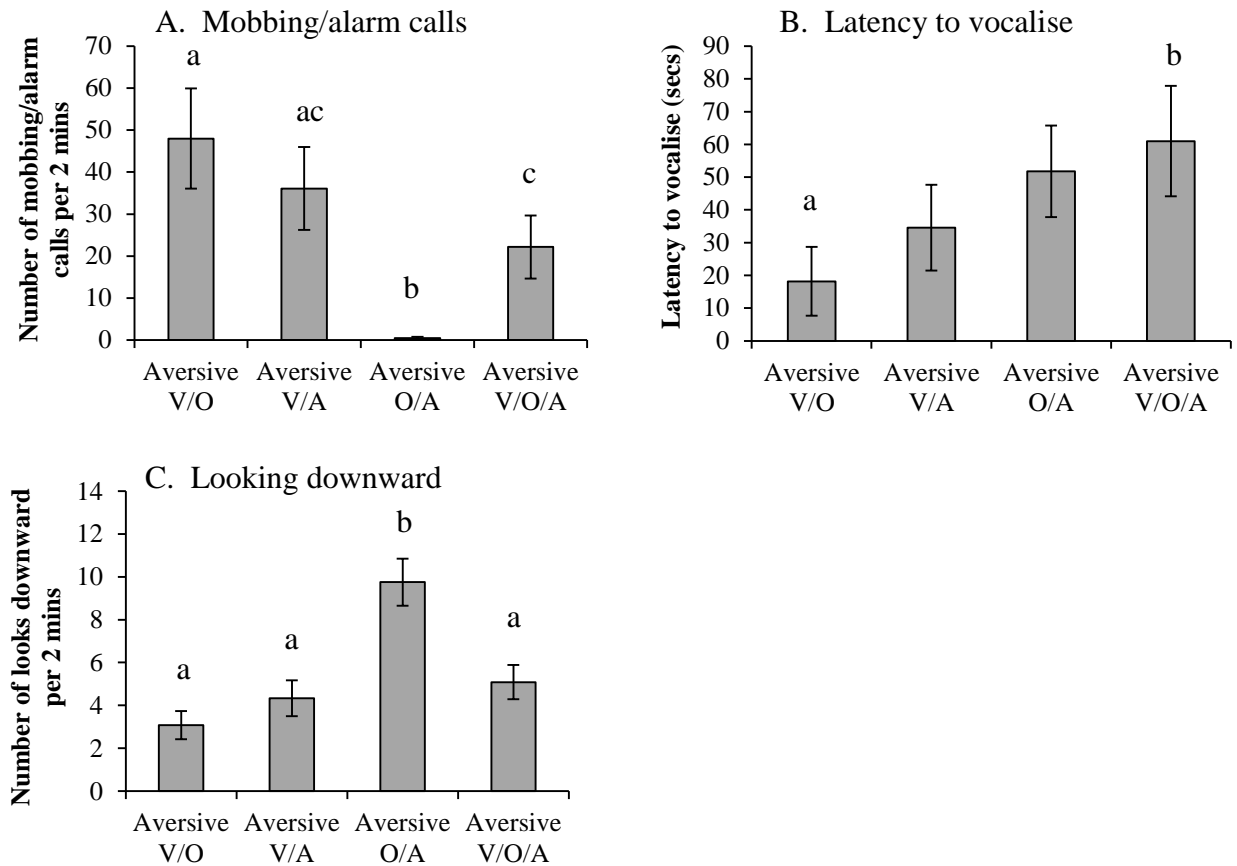 A. Mobbing/alarm calls
Number of mobbing/alarm
calls per 2 mins
70
60
50
40
30
20
10
0
a
ac
b
c
Aversive
V/O
Aversive
V/A
Aversive
O/A
Aversive
V/O/A
B. Latency to vocalise
Latency to vocalise (secs)
90
80
70
60
50
40
30
20
10
0
a
b
Aversive
V/O
Aversive
V/A
Aversive
O/A
Aversive
V/O/A
C. Looking downward
Number of looks downward
per 2 mins
14
12
10
8
6
4
2
0
a
a
b
a
Aversive
V/O
Aversive
V/A
Aversive
O/A
Aversive
V/O/A